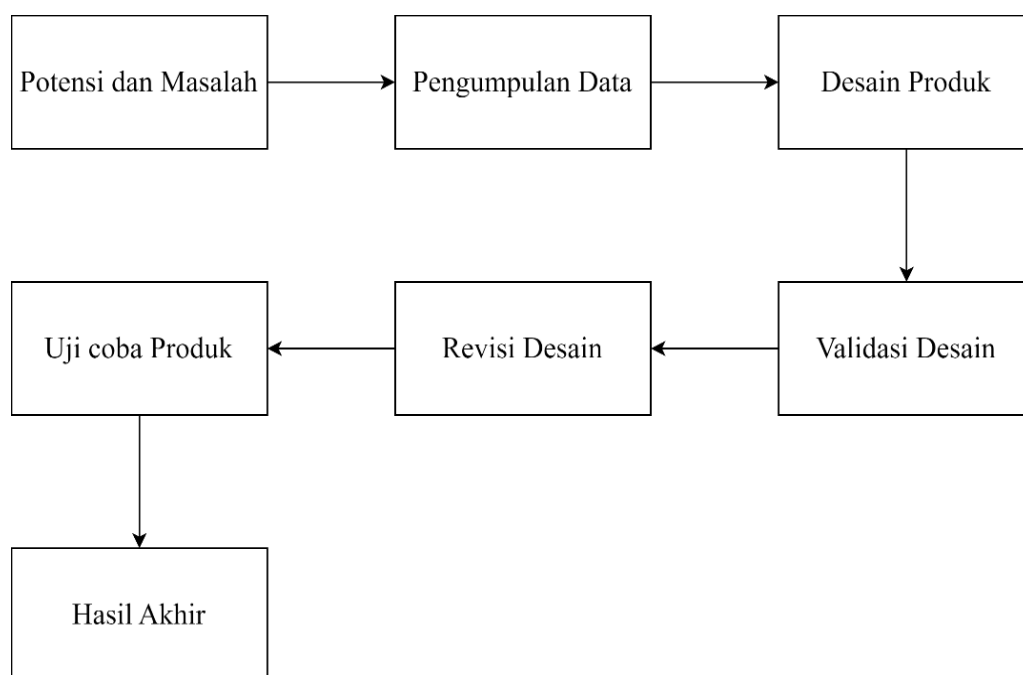 Potensi dan Masalah
Pengumpulan Data
Desain Produk
Validasi Desain
Revisi Desain
Uji coba Produk
Hasil Akhir